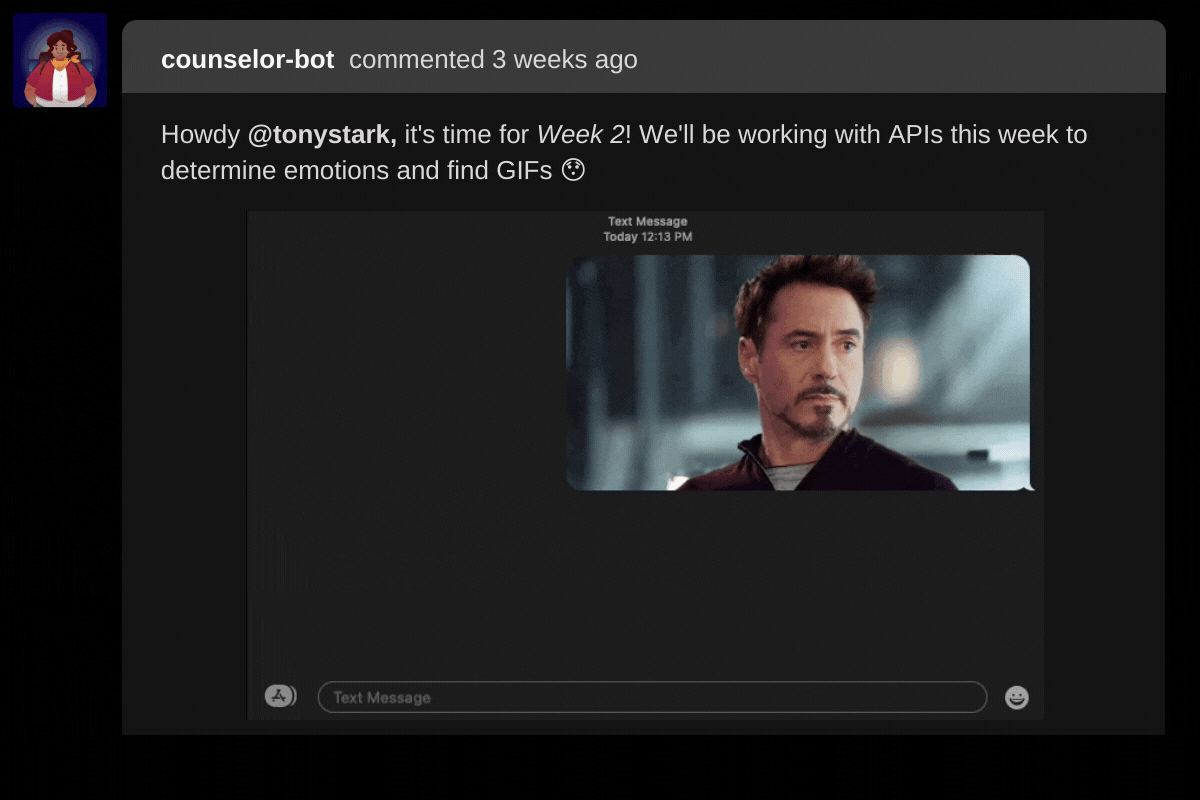 counselor-bot commented 3 weeks ago
Howdy @tonystark, it's time for Week 2! We'll be working with APIs this week to
determine emotions and find GIFs 😯
Text Message
Today 12:13 PM
Text Message